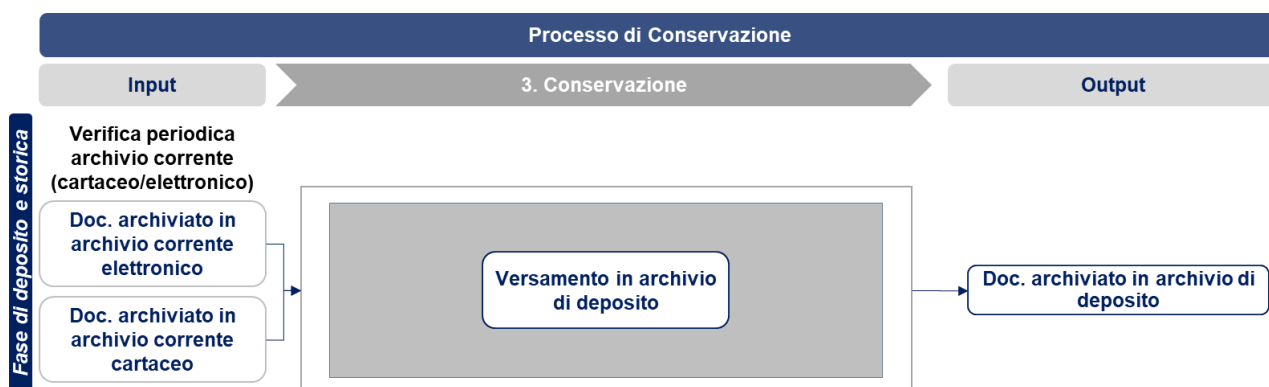 Processo di Conservazione
Input
3. Conservazione
Output
Fase di deposito e storica
Verifica periodica
archivio corrente
(cartaceo/elettronico)
Doc. archiviato in
archivio corrente
elettronico
Doc. archiviato in
archivio corrente
cartaceo
Versamento in archivio
di deposito
Doc. archiviato in archivio di
deposito